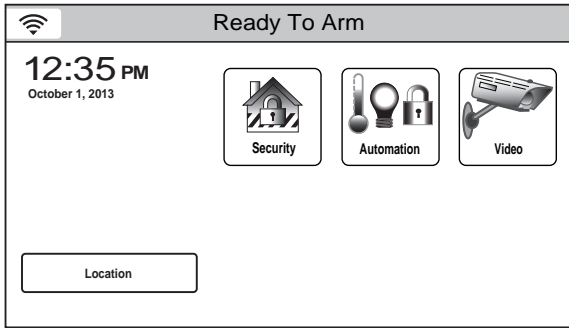 Ready To Arm
12:35 PM
October 1, 2013
Security
Automation
Video
Location